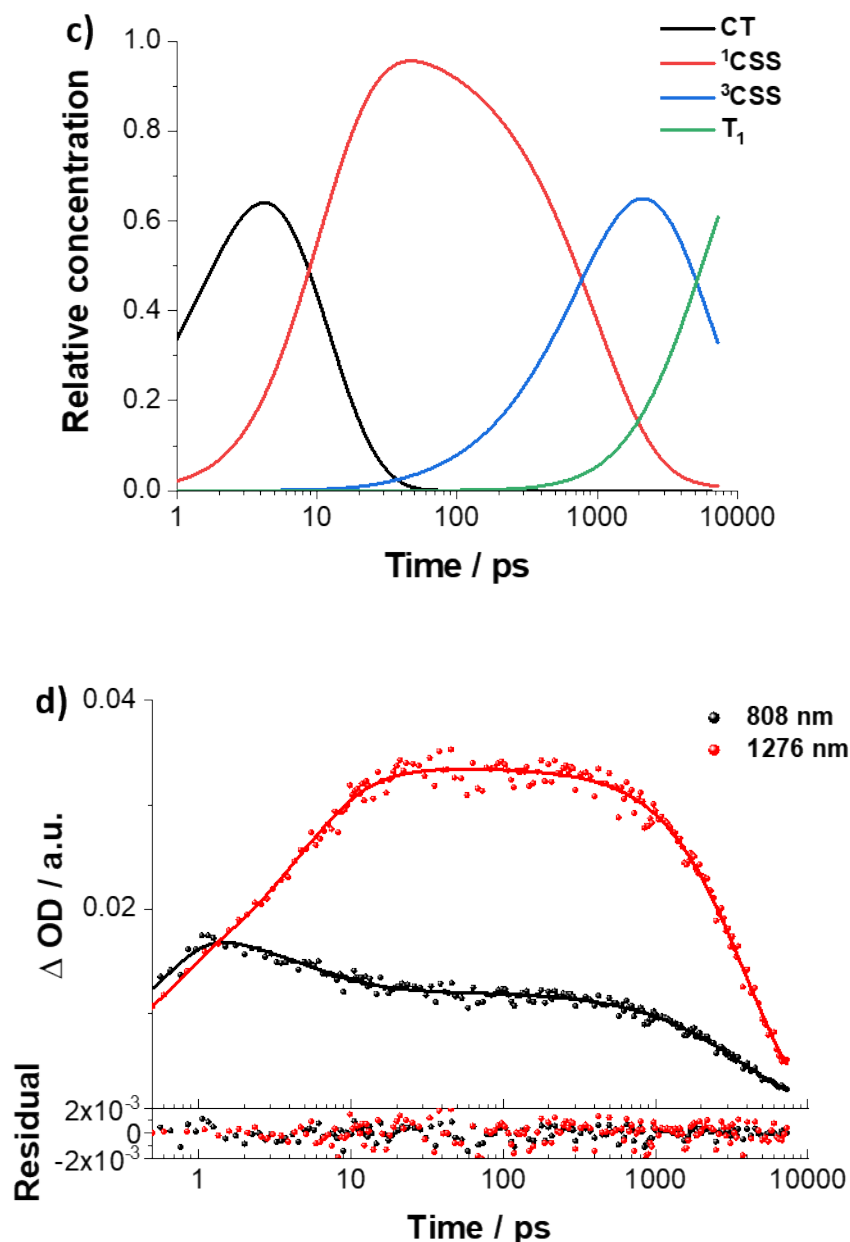 c)
CT
¹CSS
³CSS
T₁
Relative concentration
1.0
0.8
0.6
0.4
0.2
0.0
1 10 100 1000 10000
Time / ps
d)
808 nm
1276 nm
Δ OD / a.u.
0.04
0.02
Residual
2x10⁻³
0
-2x10⁻³
1 10 100 1000 10000
Time / ps